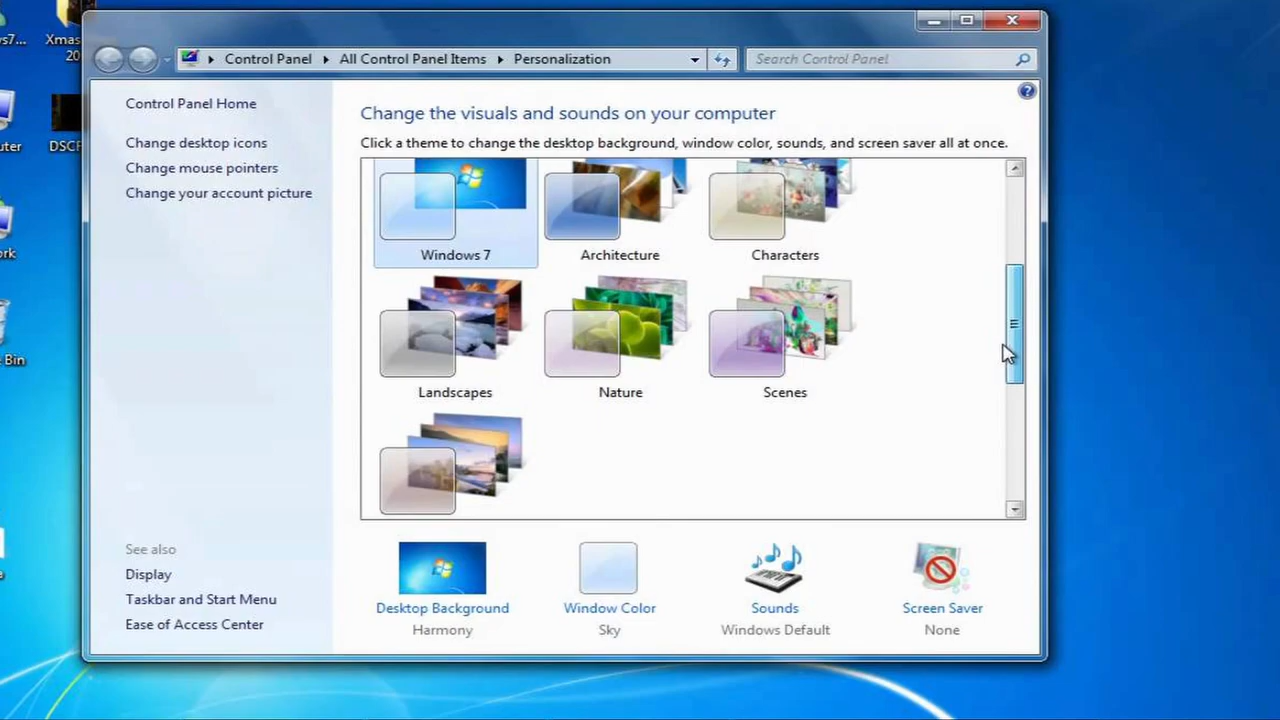 ws7...
Xmas
20
Control Panel
All Control Panel Items
Personalization
Search Control Panel
Control Panel Home
Change desktop icons
Change mouse pointers
Change your account picture
Change the visuals and sounds on your computer
Click a theme to change the desktop background, window color, sounds, and screen saver all at once.
uter
DSCF
ork
Bin
Windows 7
Architecture
Characters
Landscapes
Nature
Scenes
See also
Display
Taskbar and Start Menu
Ease of Access Center
Desktop Background
Harmony
Window Color
Sky
Sounds
Windows Default
Screen Saver
None